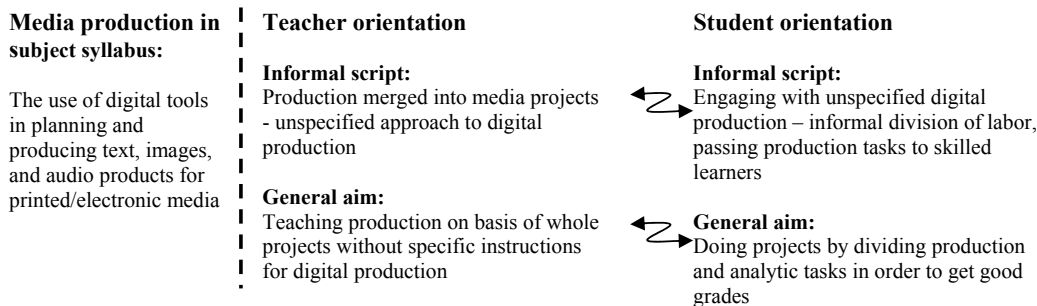 Media production in
subject syllabus:
The use of digital tools
in planning and
producing text, images,
and audio products for
printed/electronic media
Teacher orientation
Informal script:
Production merged into media projects
- unspecified approach to digital
production
General aim:
Teaching production on basis of whole
projects without specific instructions
for digital production
Student orientation
Informal script:
Engaging with unspecified digital
production – informal division of labor,
passing production tasks to skilled
learners
General aim:
Doing projects by dividing production
and analytic tasks in order to get good
grades